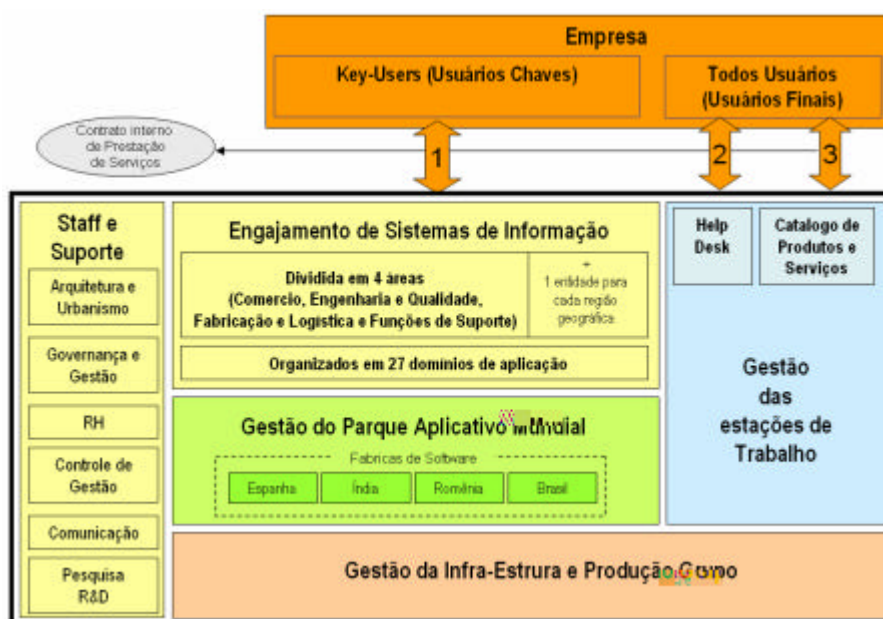 Empresa
Key-Users (Usuários Chaves)
Todos Usuários
(Usuários Finais)
Contrato interno
de Prestação
de Serviços
1
2
3
Staff e
Suporte
Arquitetura e
Urbanismo
Governança e
Gestão
RH
Controle de
Gestão
Comunicação
Pesquisa
R&D
Engajamento de Sistemas de Informação
Dividida em 4 áreas
(Comercio, Engenharia e Qualidade,
Fabricação e Logística e Funções de Suporte)
+
1 entidade para
cada região
geográfica
Organizados em 27 domínios de aplicação
Gestão do Parque Aplicativo Mundial
Fabricas de Software
Espanha
Índia
Romênia
Brasil
Gestão da Infra-Estrura e Produção Grupo
Help
Desk
Catalogo de
Produtos e
Serviços
Gestão
das
estações de
Trabalho